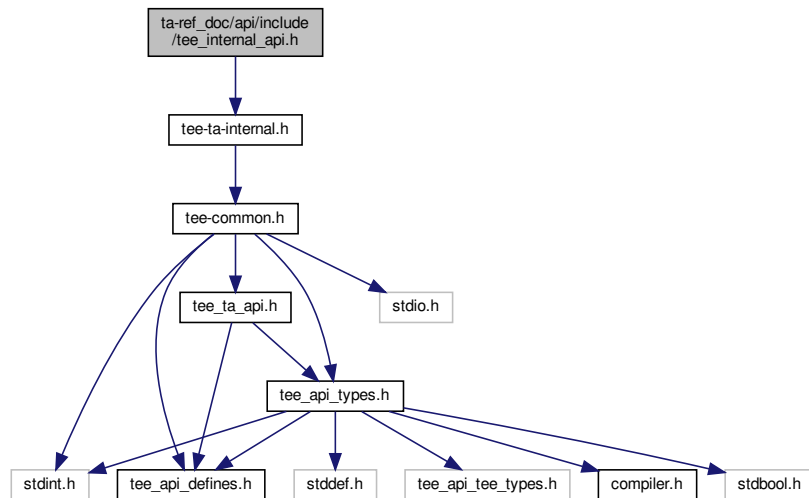 ta-ref_doc/api/include
/tee_internal_api.h
tee-ta-internal.h
tee-common.h
tee_ta_api.h
stdio.h
tee_api_types.h
stdint.h
tee_api_defines.h
stddef.h
tee_api_tee_types.h
compiler.h
stdbool.h